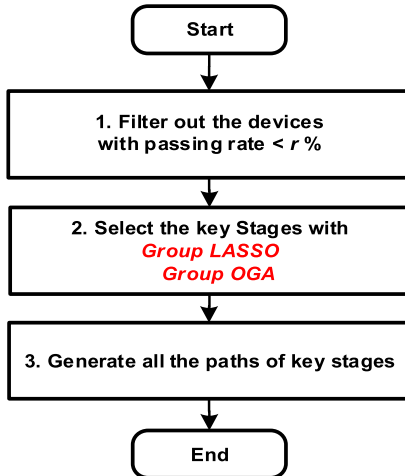 Start
1. Filter out the devices
with passing rate < r %
2. Select the key Stages with
Group LASSO
Group OGA
3. Generate all the paths of key stages
End